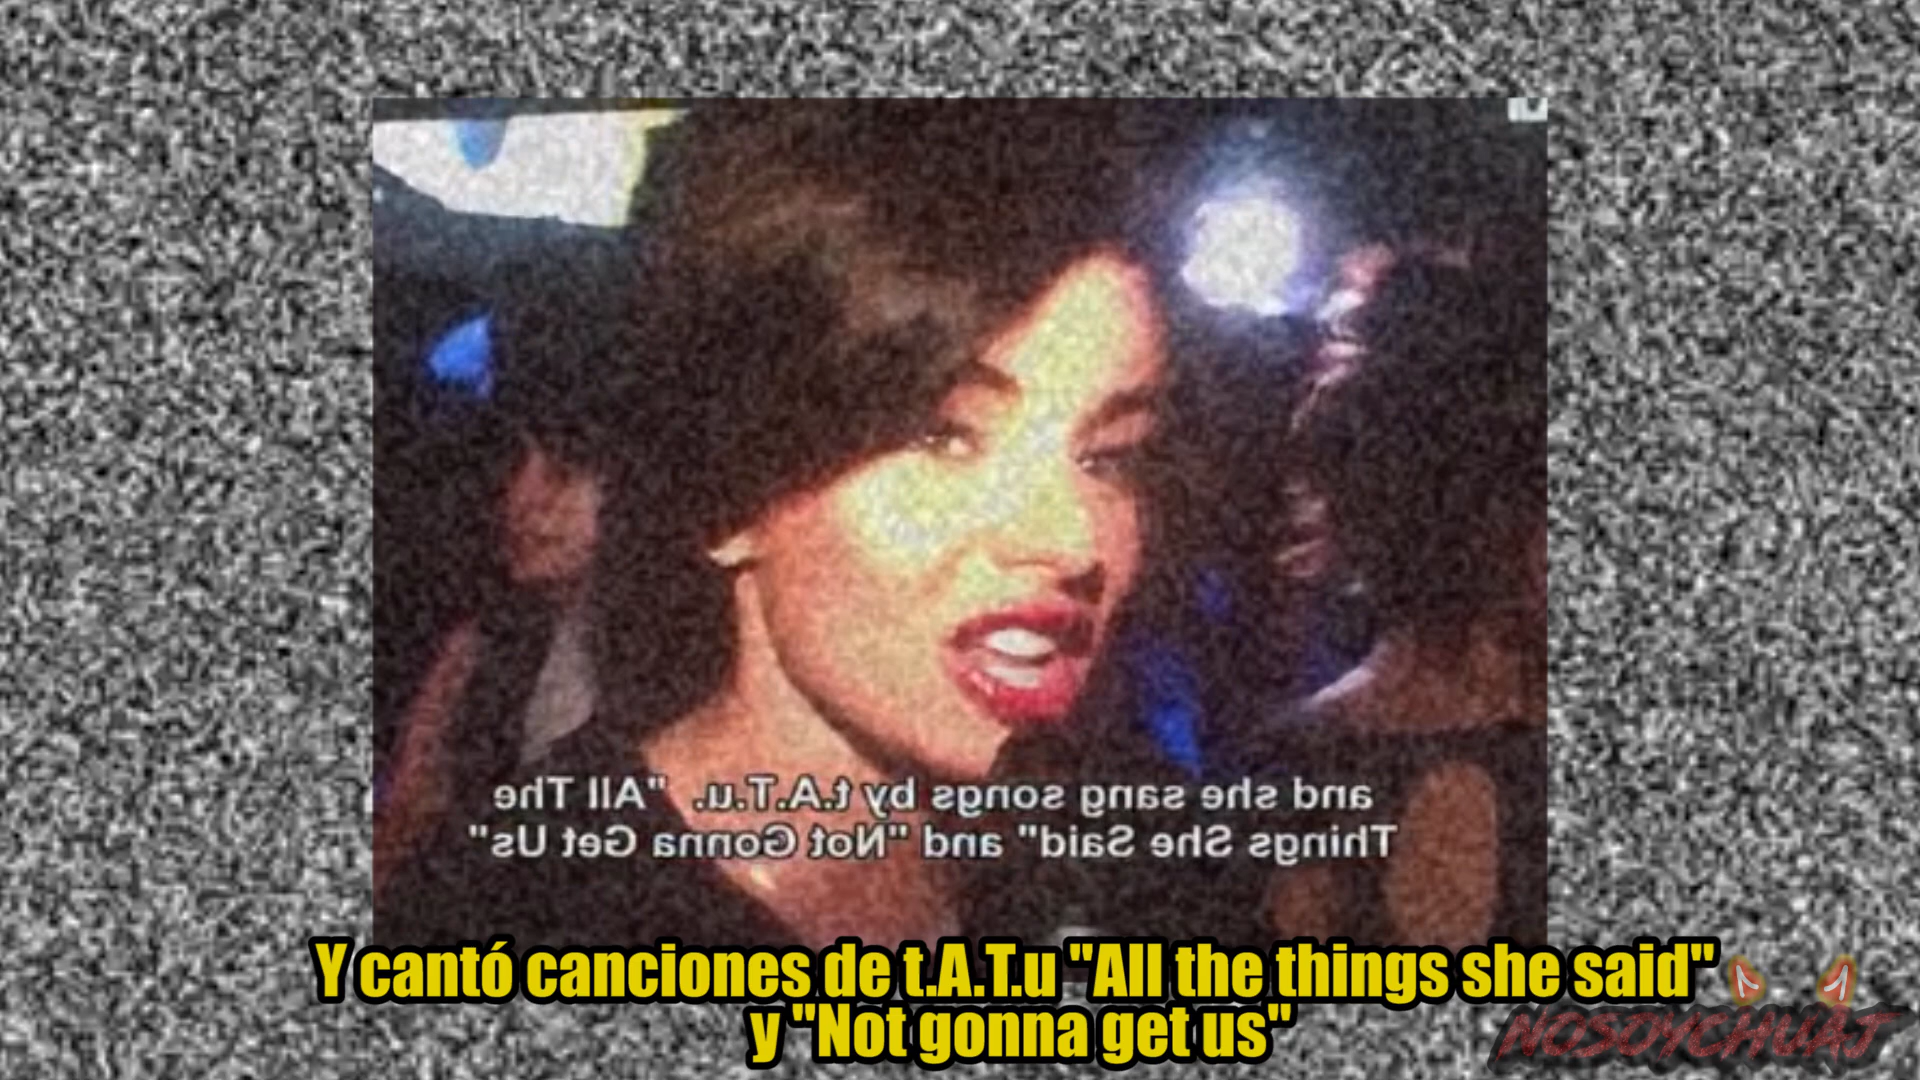 and she sang songs by t.A.T.u. "All The
Things She Said" and "Not Gonna Get Us"
Y cantó canciones de t.A.T.u "All the things she said"
y "Not gonna get us"
NOSOYCHUAJ